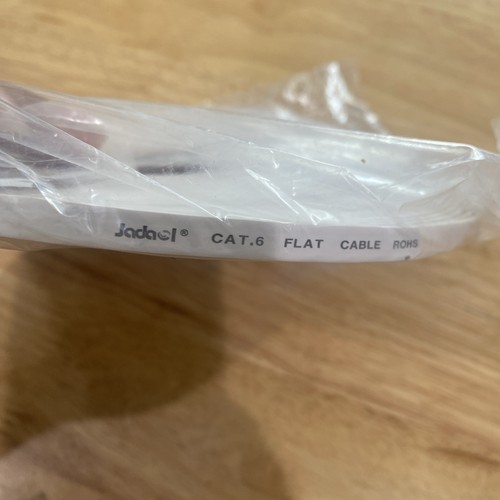 Jadaol® CAT.6 FLAT CABLE ROHS